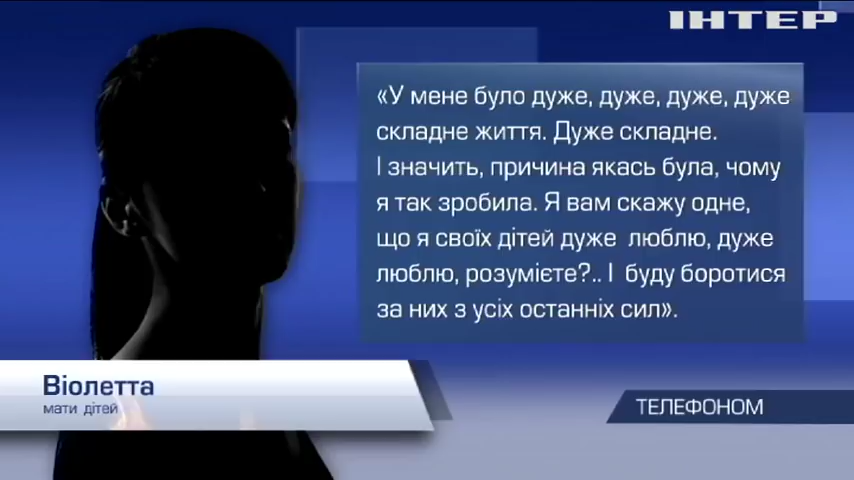 ІНТЕР
«У мене було дуже, дуже, дуже, дуже
складне життя. Дуже складне.
І значить, причина якась була, чому
я так зробила. Я вам скажу одне,
що я своїх дітей дуже люблю, дуже
люблю, розумієте?.. І буду боротися
за них з усіх останніх сил».
Віолетта
мати дітей
ТЕЛЕФОНОМ